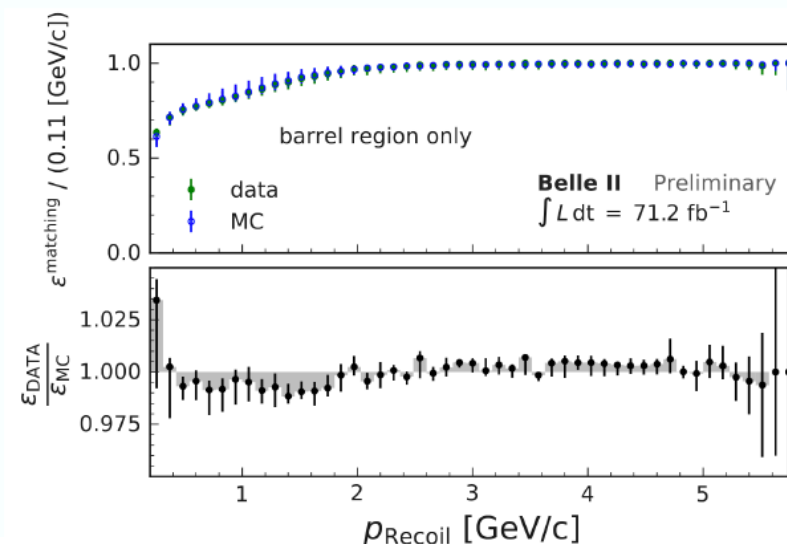 ε^matching / (0.11 [GeV/c])
1.0
0.5
0.0
barrel region only
data
MC
Belle II Preliminary
∫ L dt = 71.2 fb⁻¹
ε_DATA
ε_MC
1.025
1.000
0.975
1 2 3 4 5
p_Recoil [GeV/c]